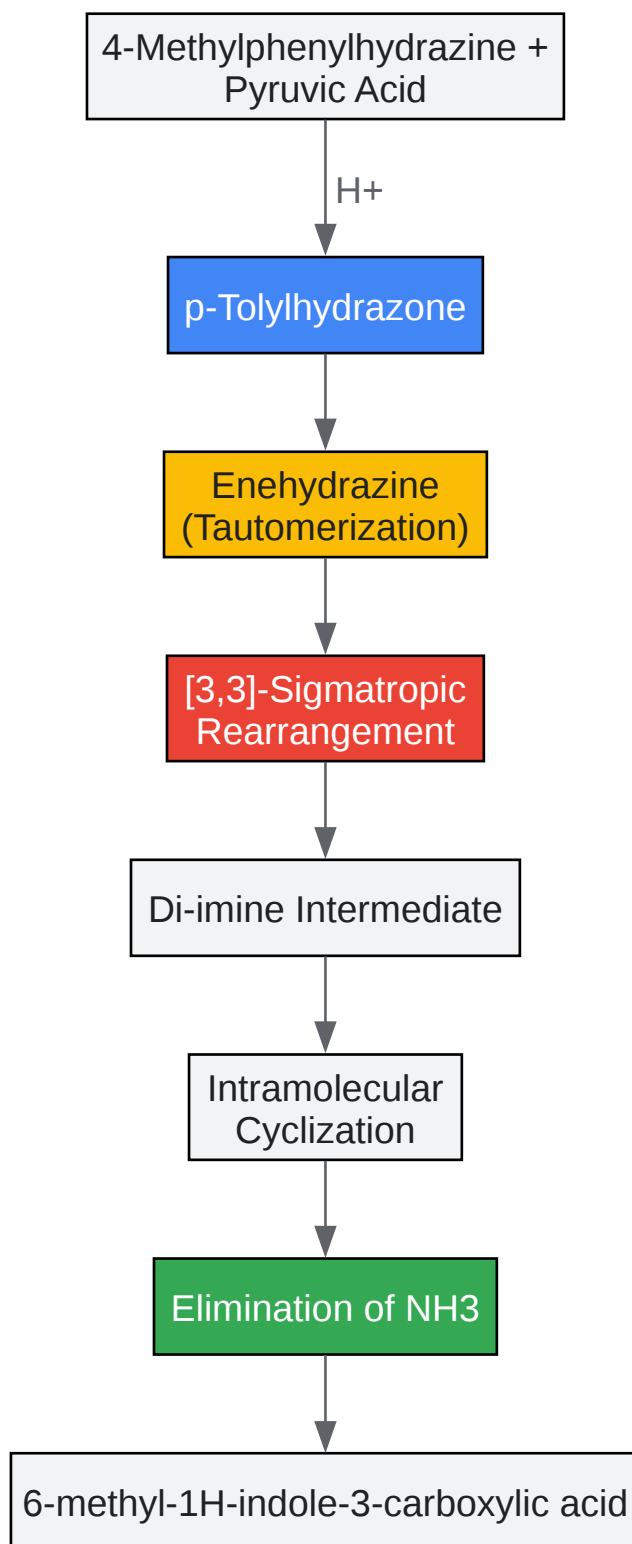 4-Methylphenylhydrazine +
Pyruvic Acid
H+
p-Tolylhydrazone
Enehydrazine
(Tautomerization)
[3,3]-Sigmatropic
Rearrangement
Di-imine Intermediate
Intramolecular
Cyclization
Elimination of NH3
6-methyl-1H-indole-3-carboxylic acid